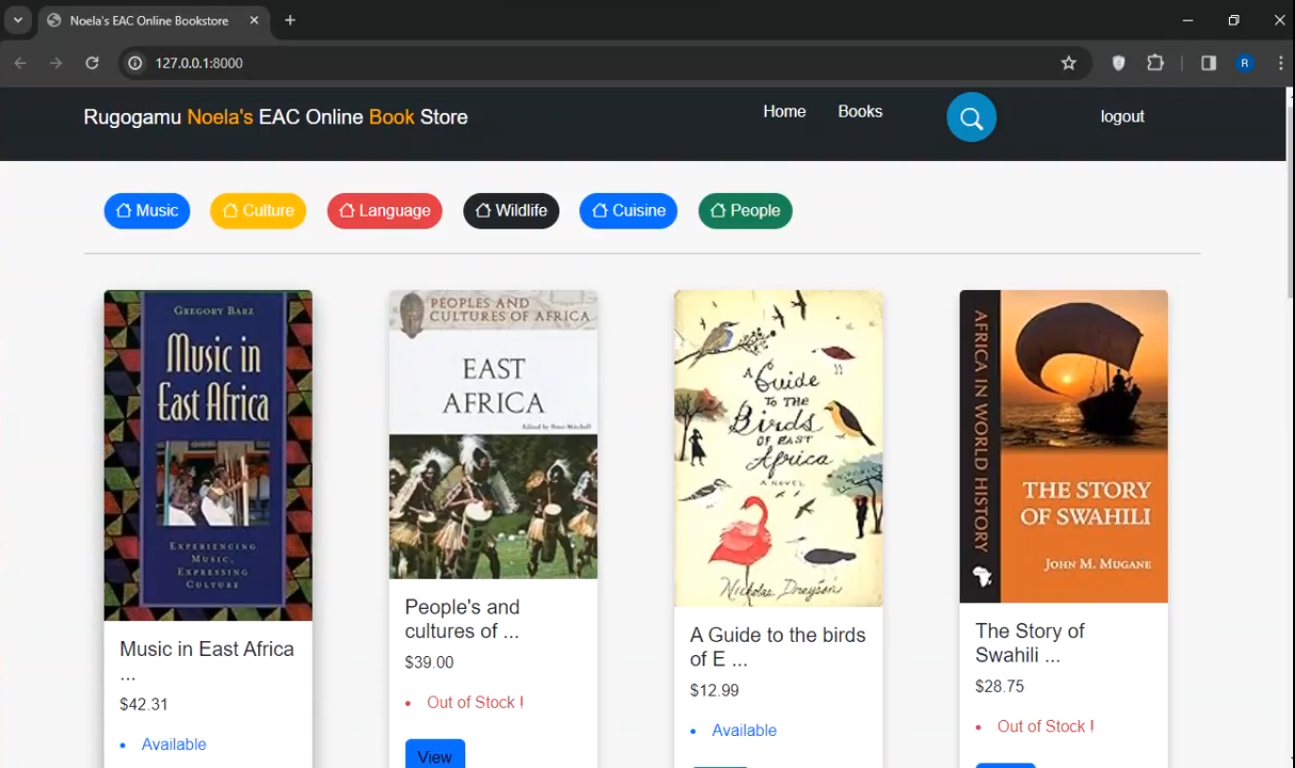 Noela's EAC Online Bookstore
127.0.0.1:8000
R
Rugogamu Noela's EAC Online Book Store
Home
Books
logout
Music
Culture
Language
Wildlife
Cuisine
People
GREGORY BARZ
Music in
East Africa
EXPERIENCING
MUSIC,
EXPRESSING
CULTURE
Music in East Africa
...
$42.31
Available
PEOPLES AND
CULTURES OF AFRICA
EAST
AFRICA
Edited by Peter Mitchell
People's and
cultures of ...
$39.00
Out of Stock !
View
A Guide
TO THE
Birds
OF EAST
Africa
A NOVEL
Nicholas Drayson
A Guide to the birds
of E ...
$12.99
Available
AFRICA IN WORLD HISTORY
THE STORY
OF SWAHILI
JOHN M. MUGANE
The Story of
Swahili ...
$28.75
Out of Stock !